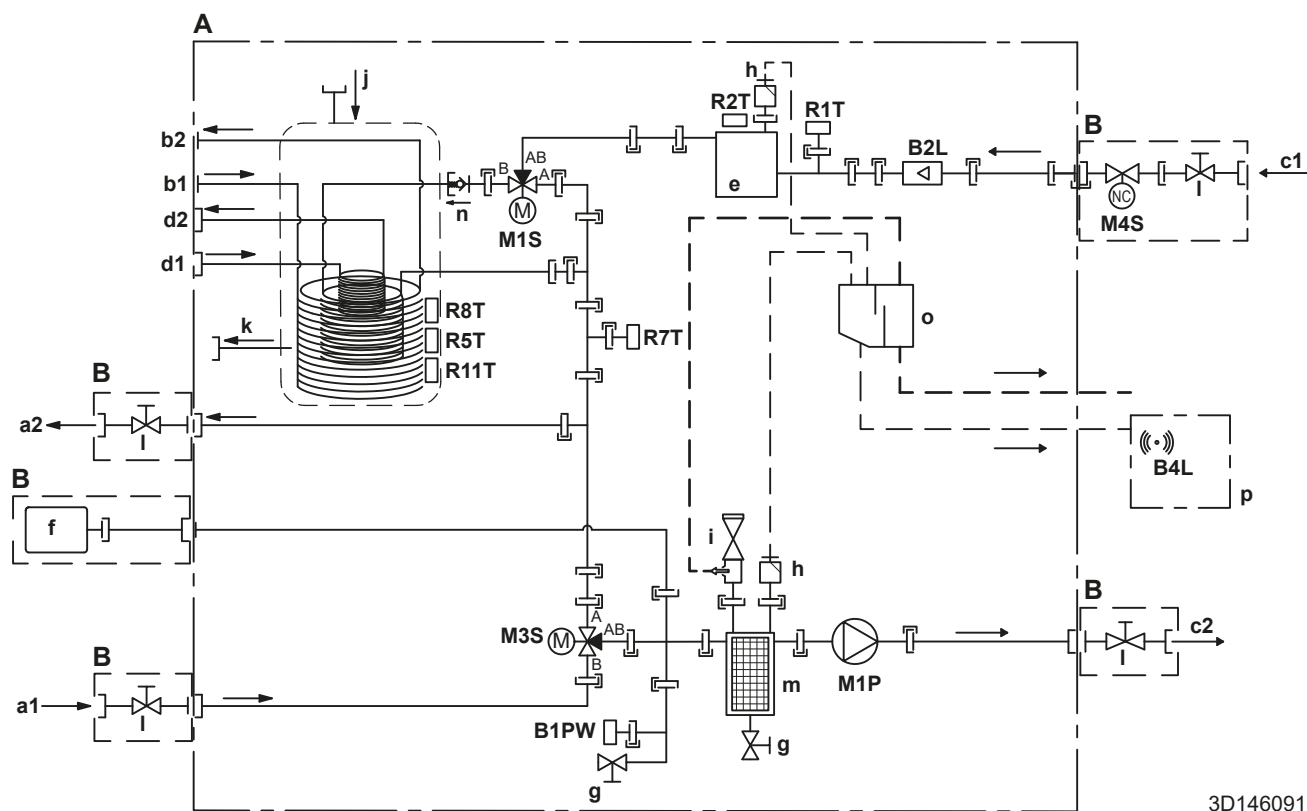 A
j
h
R2T
R1T
b2
B2L
B
c1
AB
B
A
b1
e
n
M
NC
l
M4S
M1S
d2
d1
R8T
o
k
R5T
R7T
R11T
B
a2
l
B4L
B
p
f
i
h
B
A
AB
M3S
M
c2
B
l
B
m
M1P
a1
l
B1PW
g
g
3D146091